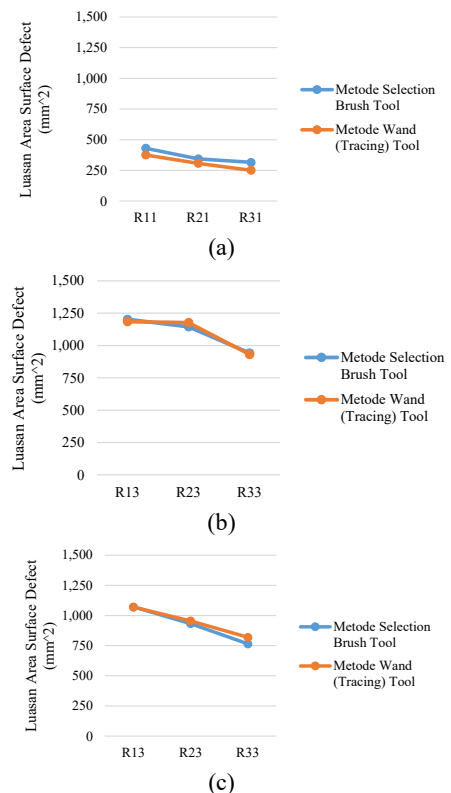 Luasan Area Surface Defect
(mm^2)
1,500
1,250
1,000
750
500
250
0
R11 R21 R31
Metode Selection
Brush Tool
Metode Wand
(Tracing) Tool
(a)
Luasan Area Surface Defect
(mm^2)
1,500
1,250
1,000
750
500
250
0
R13 R23 R33
Metode Selection
Brush Tool
Metode Wand
(Tracing) Tool
(b)
Luasan Area Surface Defect
(mm^2)
1,500
1,250
1,000
750
500
250
0
R13 R23 R33
Metode Selection
Brush Tool
Metode Wand
(Tracing) Tool
(c)